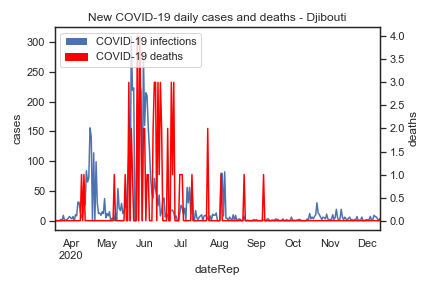 New COVID-19 daily cases and deaths - Djibouti
COVID-19 infections
COVID-19 deaths
cases
300
250
200
150
100
50
0
deaths
4.0
3.5
3.0
2.5
2.0
1.5
1.0
0.5
0.0
Apr May Jun Jul Aug Sep Oct Nov Dec
2020
dateRep